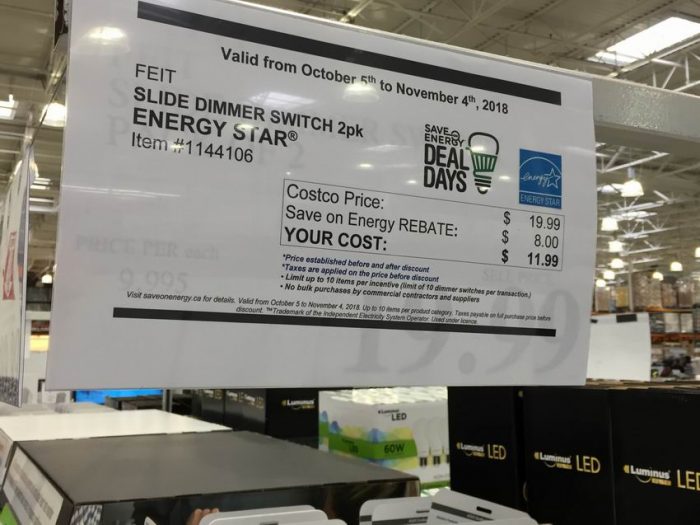 Valid from October 5th to November 4th, 2018
FEIT
SLIDE DIMMER SWITCH 2pk
ENERGY STAR®
Item #1144106
SAVE ON
ENERGY
DEAL
DAYS
energy
ENERGY STAR
Costco Price: $ 19.99
Save on Energy REBATE: $ 8.00
YOUR COST: $ 11.99
*Price established before and after discount
*Taxes are applied on the price before discount
• Limit up to 10 items per incentive (limit of 10 dimmer switches per transaction.)
• No bulk purchases by commercial contractors and suppliers
Visit saveonenergy.ca for details. Valid from October 5 to November 4, 2018. Up to 10 items per product category. Taxes payable on full purchase price before
discount. ™Trademark of the Independent Electricity System Operator. Used under licence.
PRICE PER each
9.995
19.99
Luminus
LED
60W
Luminus LED
Luminus LED
Luminus LED